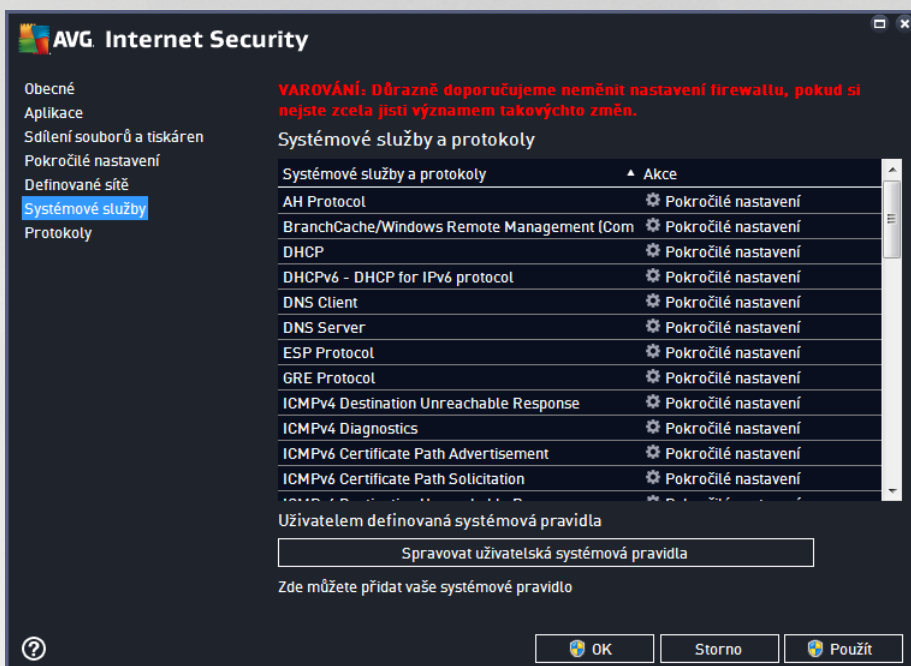 AVG. Internet Security
Obecné
Aplikace
Sdílení souborů a tiskáren
Pokročilé nastavení
Definované sítě
Systémové služby
Protokoly
VAROVÁNÍ: Důrazně doporučujeme neměnit nastavení firewallu, pokud si
nejste zcela jisti významem takovýchto změn.
Systémové služby a protokoly
Systémové služby a protokoly Akce
AH Protocol Pokročilé nastavení
BranchCache/Windows Remote Management (Com Pokročilé nastavení
DHCP Pokročilé nastavení
DHCPv6 - DHCP for IPv6 protocol Pokročilé nastavení
DNS Client Pokročilé nastavení
DNS Server Pokročilé nastavení
ESP Protocol Pokročilé nastavení
GRE Protocol Pokročilé nastavení
ICMPv4 Destination Unreachable Response Pokročilé nastavení
ICMPv4 Diagnostics Pokročilé nastavení
ICMPv6 Certificate Path Advertisement Pokročilé nastavení
ICMPv6 Certificate Path Solicitation Pokročilé nastavení
Uživatelem definovaná systémová pravidla
Spravovat uživatelská systémová pravidla
Zde můžete přidat vaše systémové pravidlo
OK Storno Použít